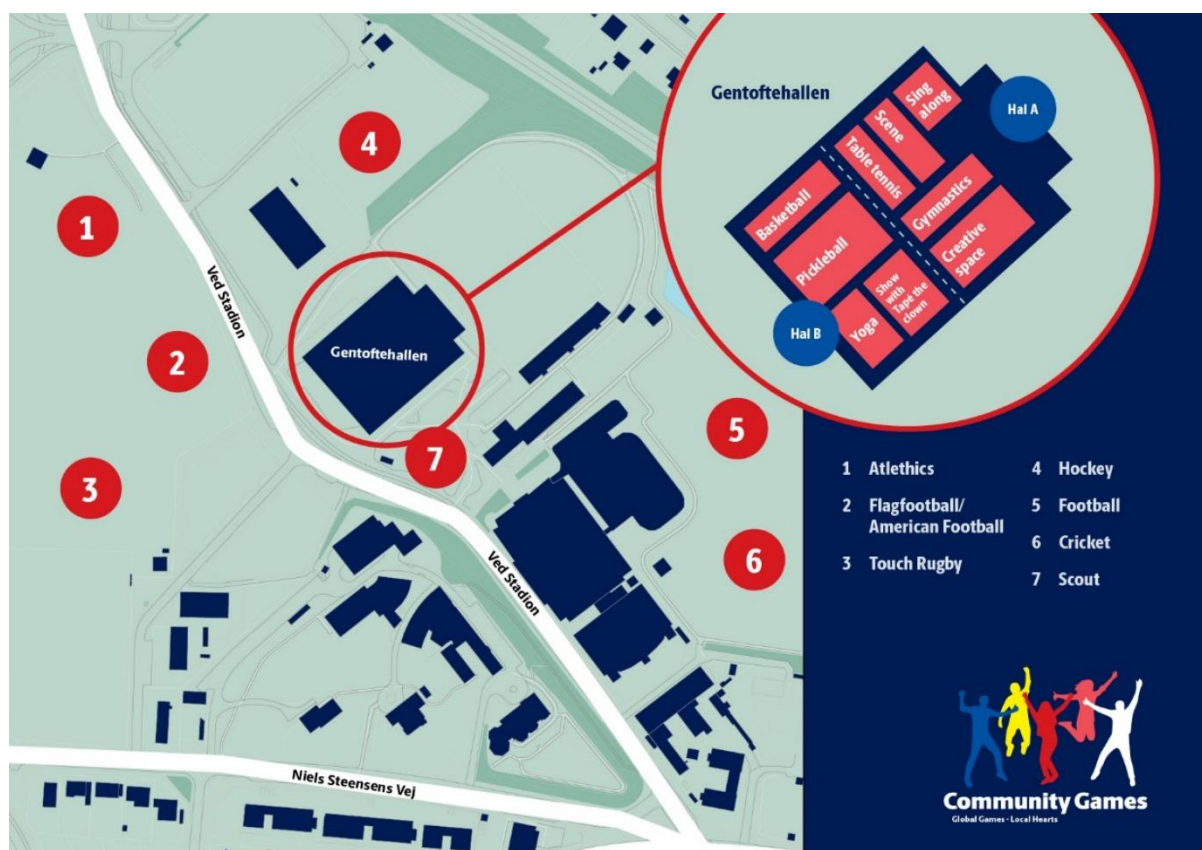 Gentoftehallen
Hal A
Hal B
Sing
along
Scene
Table tennis
Gymnastics
Creative
space
Basketball
Pickleball
Show
with
Tapé the
clown
Yoga
1
2
3
4
5
6
7
Gentoftehallen
Ved Stadion
Ved Stadion
Niels Steensens Vej
1 Atlethics
2 Flagfootball/
American Football
3 Touch Rugby
4 Hockey
5 Football
6 Cricket
7 Scout
Community Games
Global Games - Local Hearts